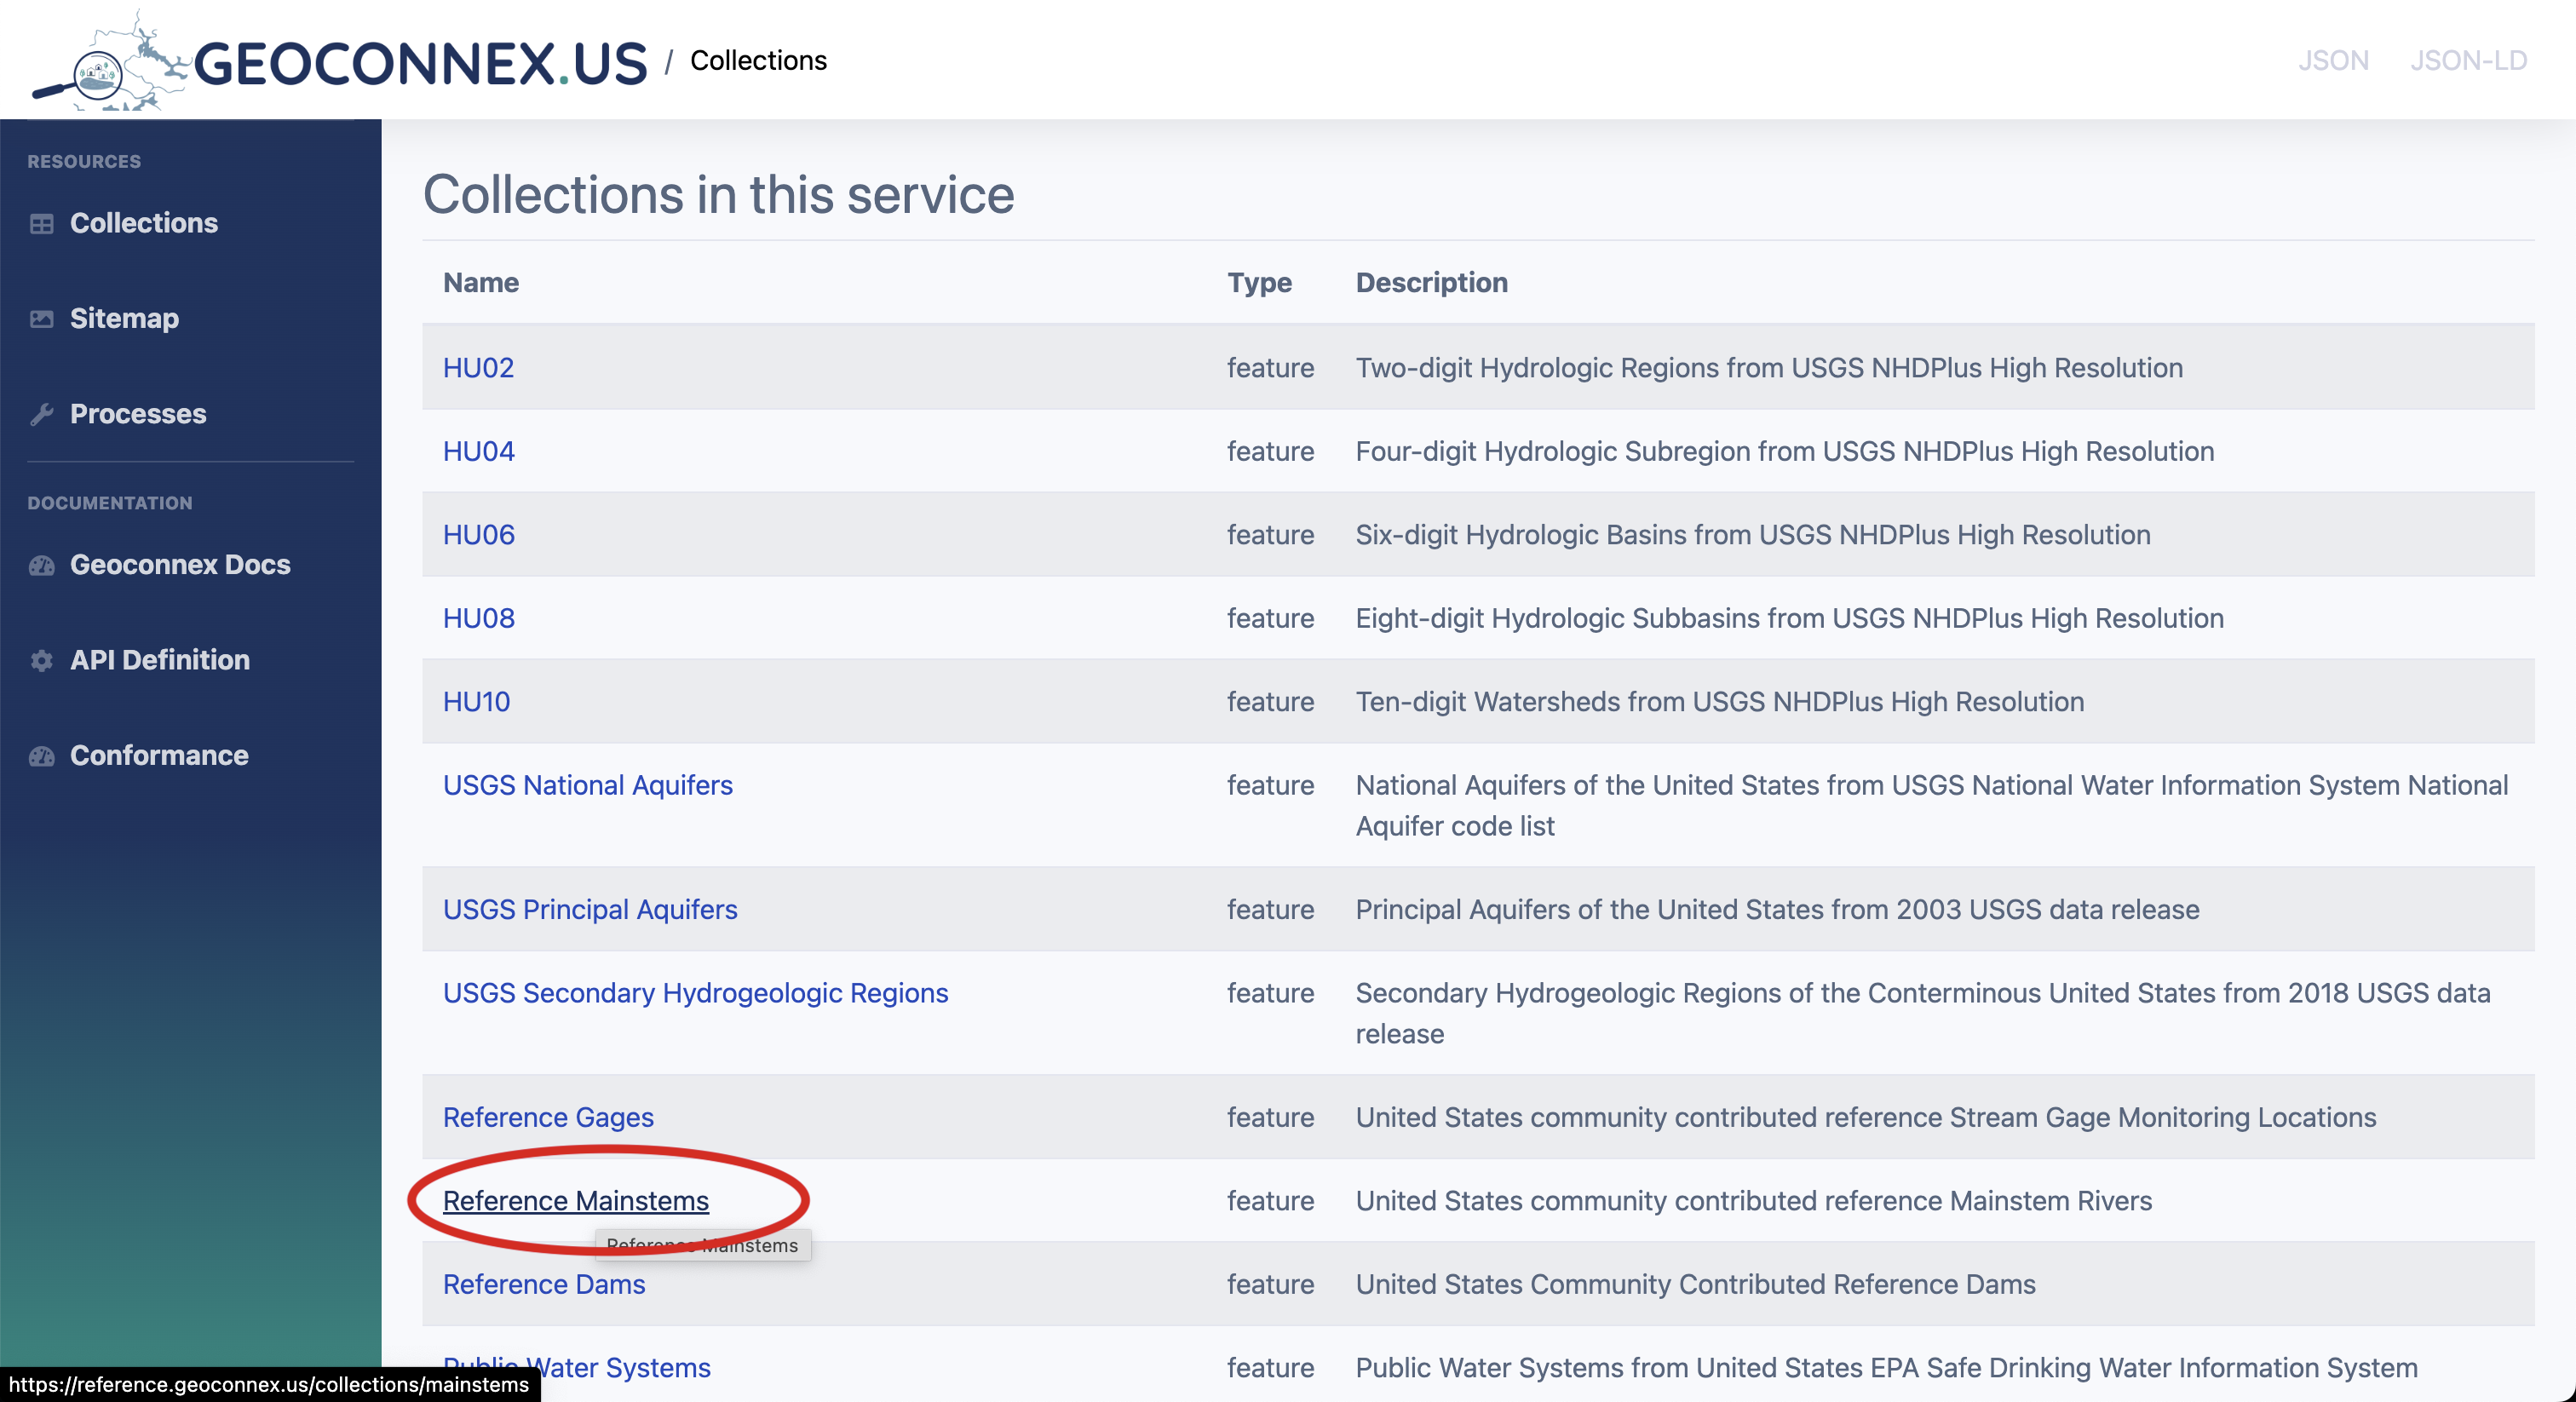 GEOCONNEX.US / Collections
JSON JSON-LD
RESOURCES
Collections
Sitemap
Processes
DOCUMENTATION
Geoconnex Docs
API Definition
Conformance
Collections in this service
Name Type Description
HU02 feature Two-digit Hydrologic Regions from USGS NHDPlus High Resolution
HU04 feature Four-digit Hydrologic Subregion from USGS NHDPlus High Resolution
HU06 feature Six-digit Hydrologic Basins from USGS NHDPlus High Resolution
HU08 feature Eight-digit Hydrologic Subbasins from USGS NHDPlus High Resolution
HU10 feature Ten-digit Watersheds from USGS NHDPlus High Resolution
USGS National Aquifers feature National Aquifers of the United States from USGS National Water Information System National
Aquifer code list
USGS Principal Aquifers feature Principal Aquifers of the United States from 2003 USGS data release
USGS Secondary Hydrogeologic Regions feature Secondary Hydrogeologic Regions of the Conterminous United States from 2018 USGS data
release
Reference Gages feature United States community contributed reference Stream Gage Monitoring Locations
Reference Mainstems feature United States community contributed reference Mainstem Rivers
Reference Mainstems
Reference Dams feature United States Community Contributed Reference Dams
Public Water Systems feature Public Water Systems from United States EPA Safe Drinking Water Information System
https://reference.geoconnex.us/collections/mainstems